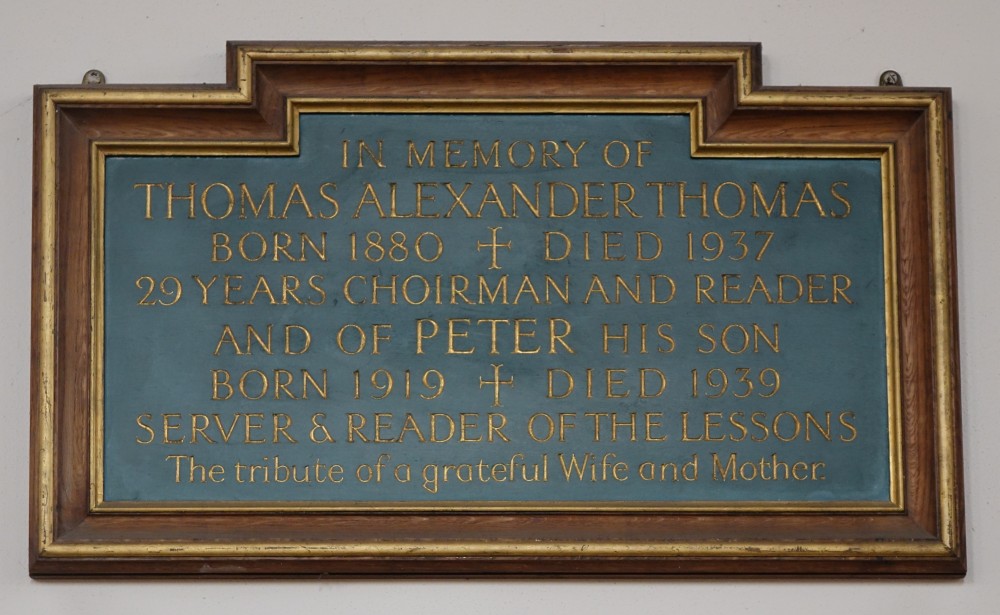 IN MEMORY OF
THOMAS ALEXANDER THOMAS
BORN 1880 ✝ DIED 1937
29 YEARS CHOIRMAN AND READER
AND OF PETER HIS SON
BORN 1919 ✝ DIED 1939
SERVER & READER OF THE LESSONS
The tribute of a grateful Wife and Mother.